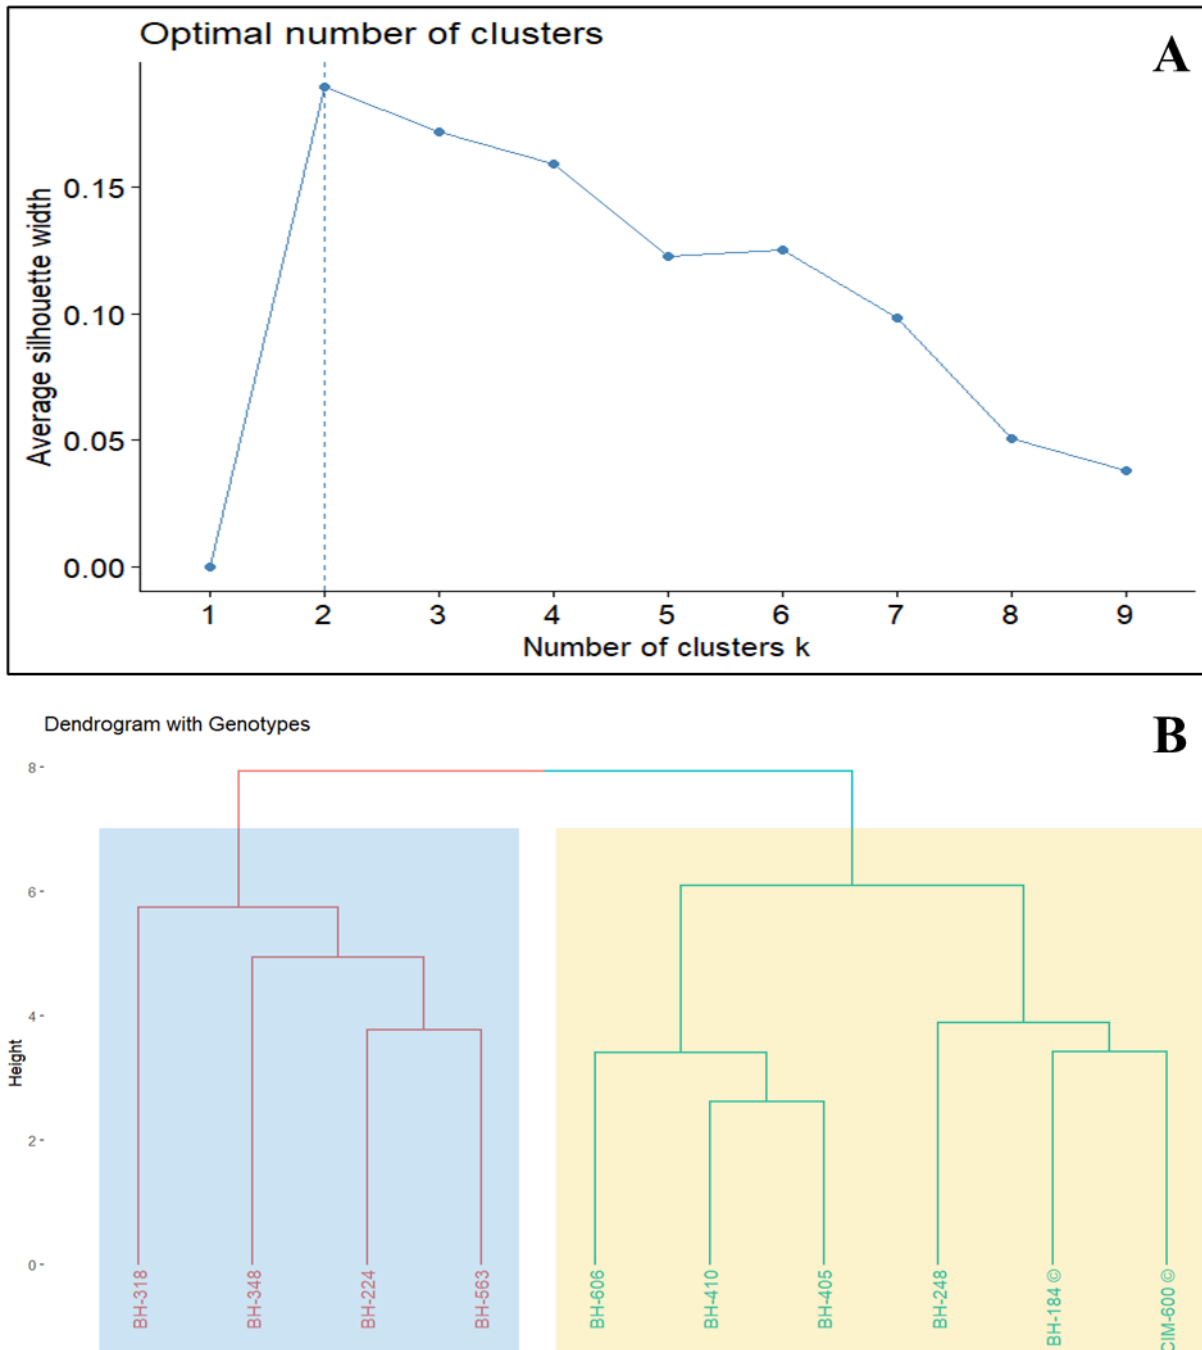 Optimal number of clusters
A
Average silhouette width
0.15
0.10
0.05
0.00
1 2 3 4 5 6 7 8 9
Number of clusters k
Dendrogram with Genotypes
B
Height
8
6
4
2
0
BH-318
BH-348
BH-224
BH-563
BH-606
BH-410
BH-405
BH-248
BH-184 ©
CIM-600 ©